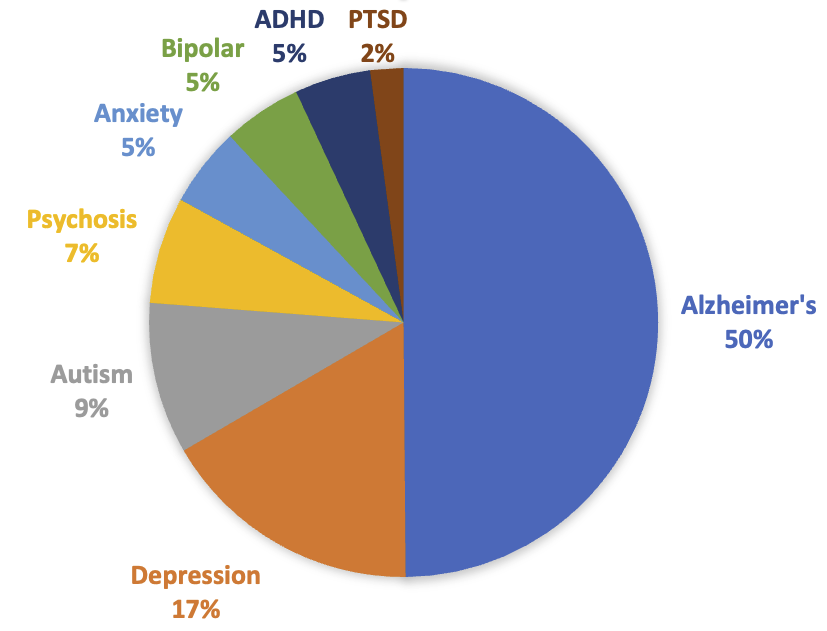 ADHD
5%
PTSD
2%
Bipolar
5%
Anxiety
5%
Psychosis
7%
Alzheimer's
50%
Autism
9%
Depression
17%